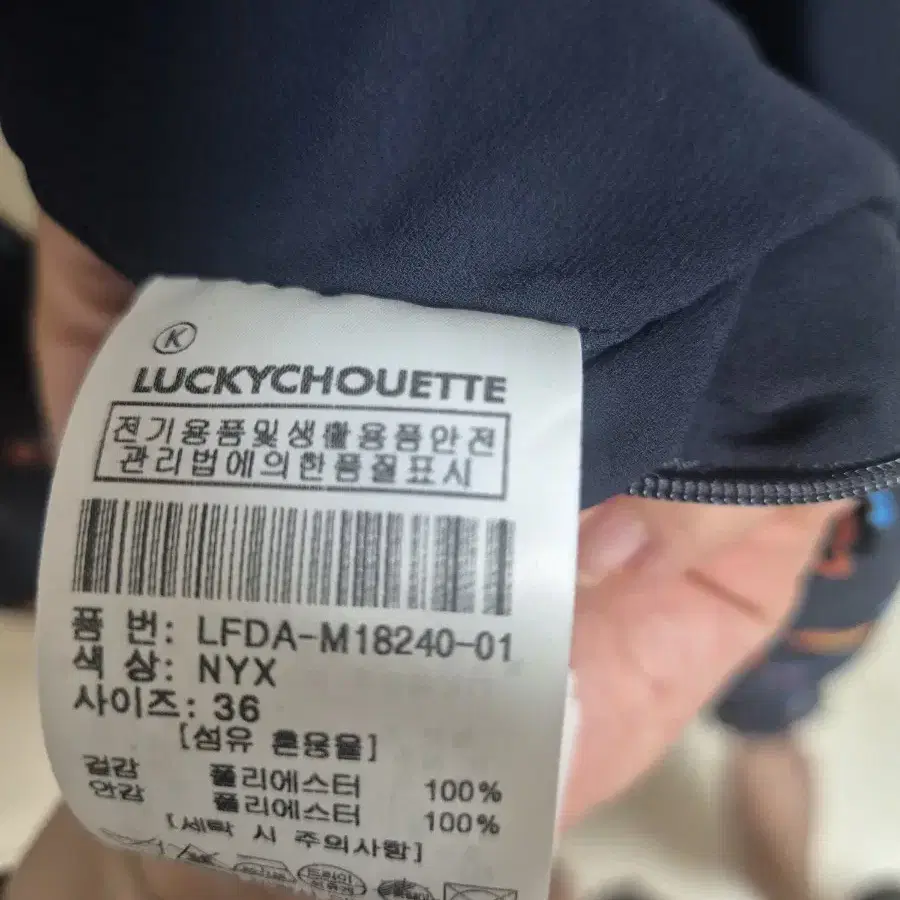 K
LUCKYCHOUETTE
전기용품및생활용품안전
관리법에의한품질표시
품 번: LFDA-M18240-01
색 상: NYX
사이즈: 36
[섬유 혼용율]
겉감 폴리에스터 100%
안감 폴리에스터 100%
[세탁 시 주의사항]
드라이